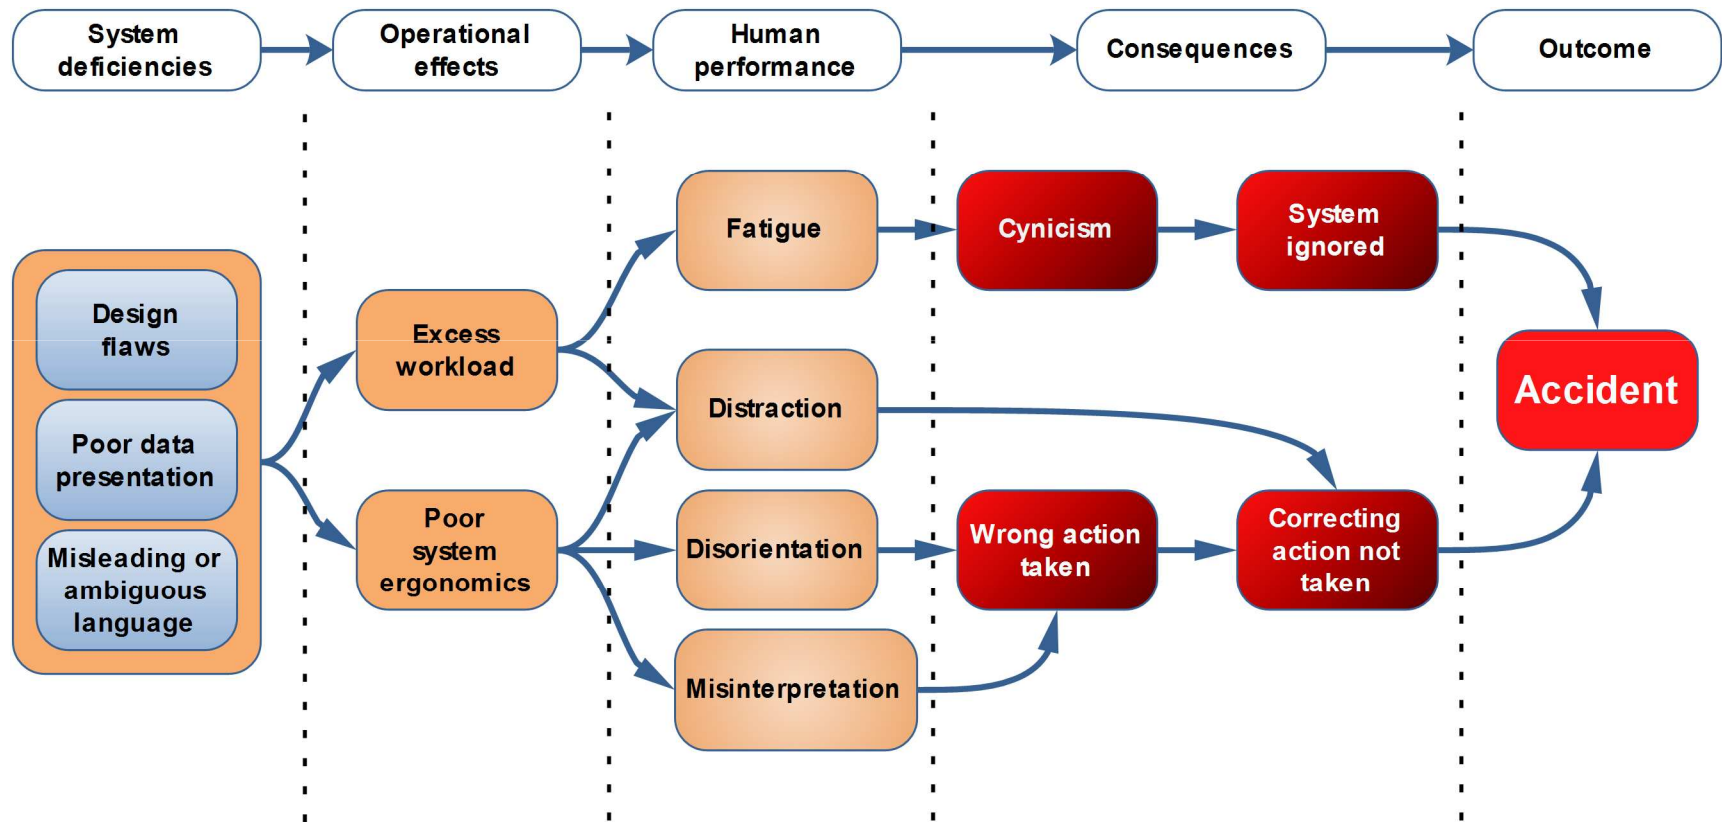 System
deficiencies
Operational
effects
Human
performance
Consequences
Outcome
Design
flaws
Poor data
presentation
Misleading or
ambiguous
language
Excess
workload
Poor
system
ergonomics
Fatigue
Distraction
Disorientation
Misinterpretation
Cynicism
System
ignored
Wrong action
taken
Correcting
action not
taken
Accident